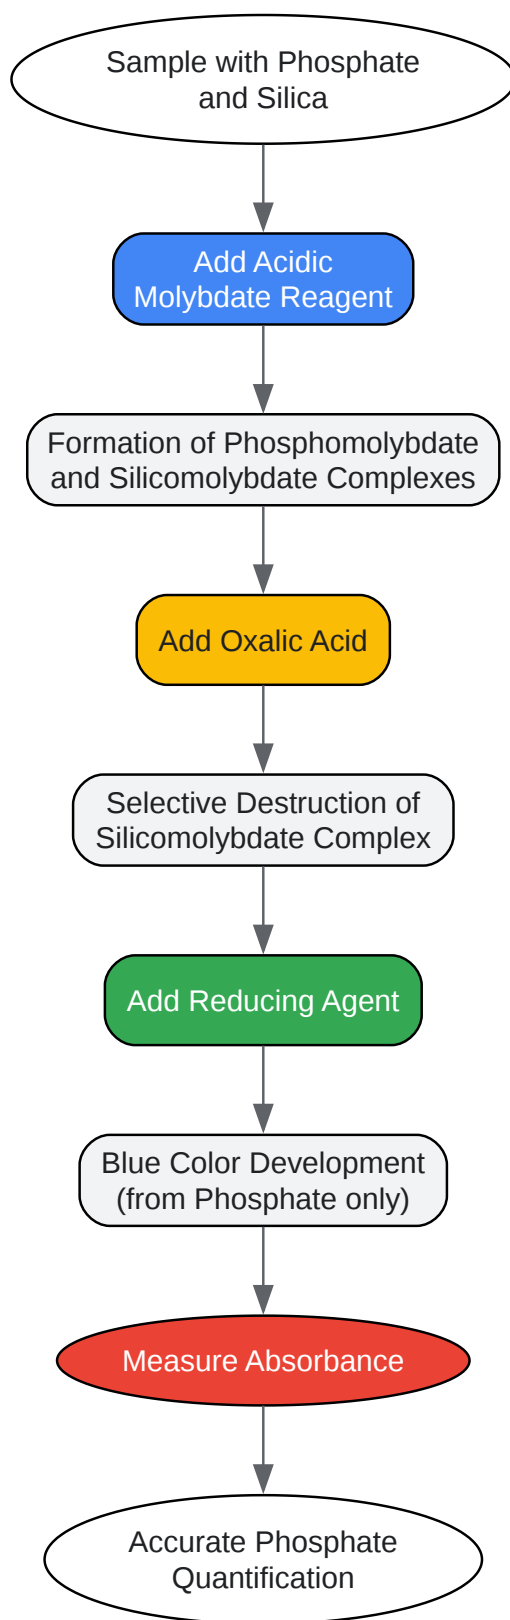 Sample with Phosphate
and Silica
Add Acidic
Molybdate Reagent
Formation of Phosphomolybdate
and Silicomolybdate Complexes
Add Oxalic Acid
Selective Destruction of
Silicomolybdate Complex
Add Reducing Agent
Blue Color Development
(from Phosphate only)
Measure Absorbance
Accurate Phosphate
Quantification